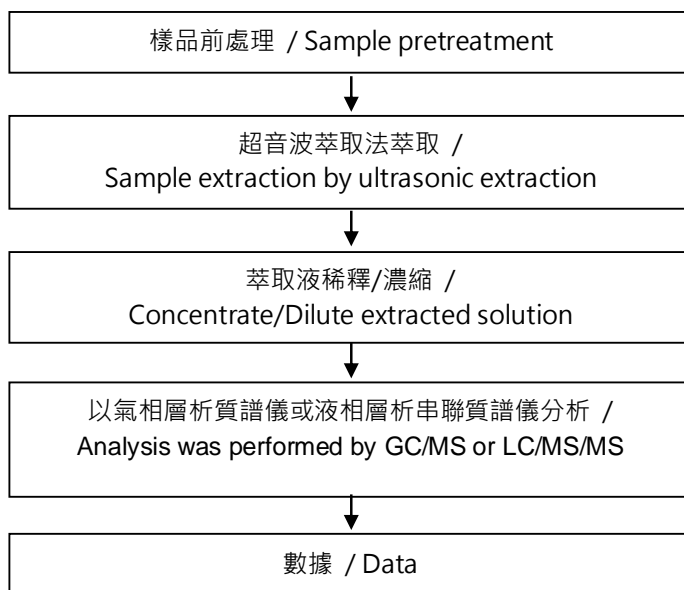 樣品前處理 / Sample pretreatment
超音波萃取法萃取 /
Sample extraction by ultrasonic extraction
萃取液稀釋/濃縮 /
Concentrate/Dilute extracted solution
以氣相層析質譜儀或液相層析串聯質譜儀分析 /
Analysis was performed by GC/MS or LC/MS/MS
數據 / Data